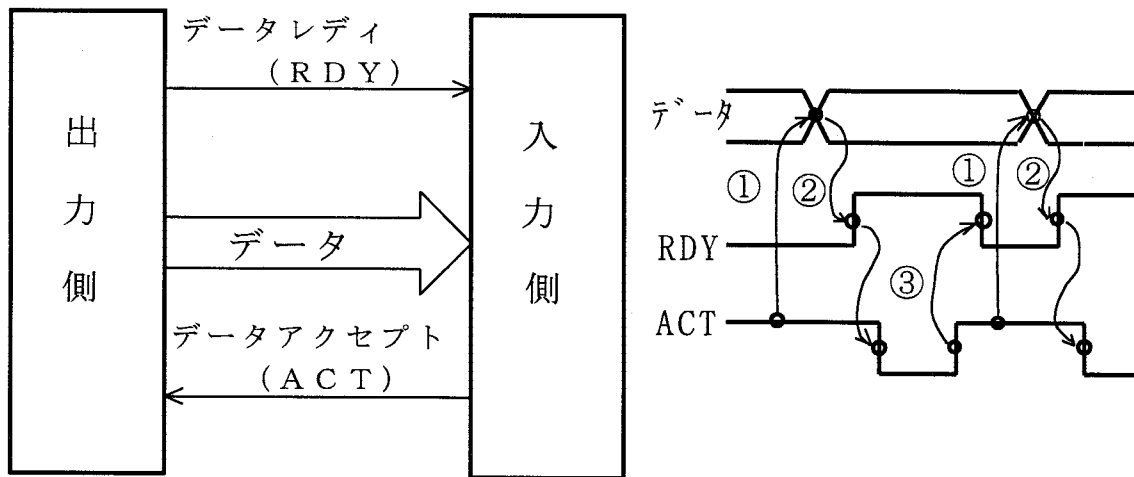 データレディ
(RDY)
出力側
入力側
データ
データアクセプト
(ACT)
データ
① ② ① ②
RDY
③
ACT